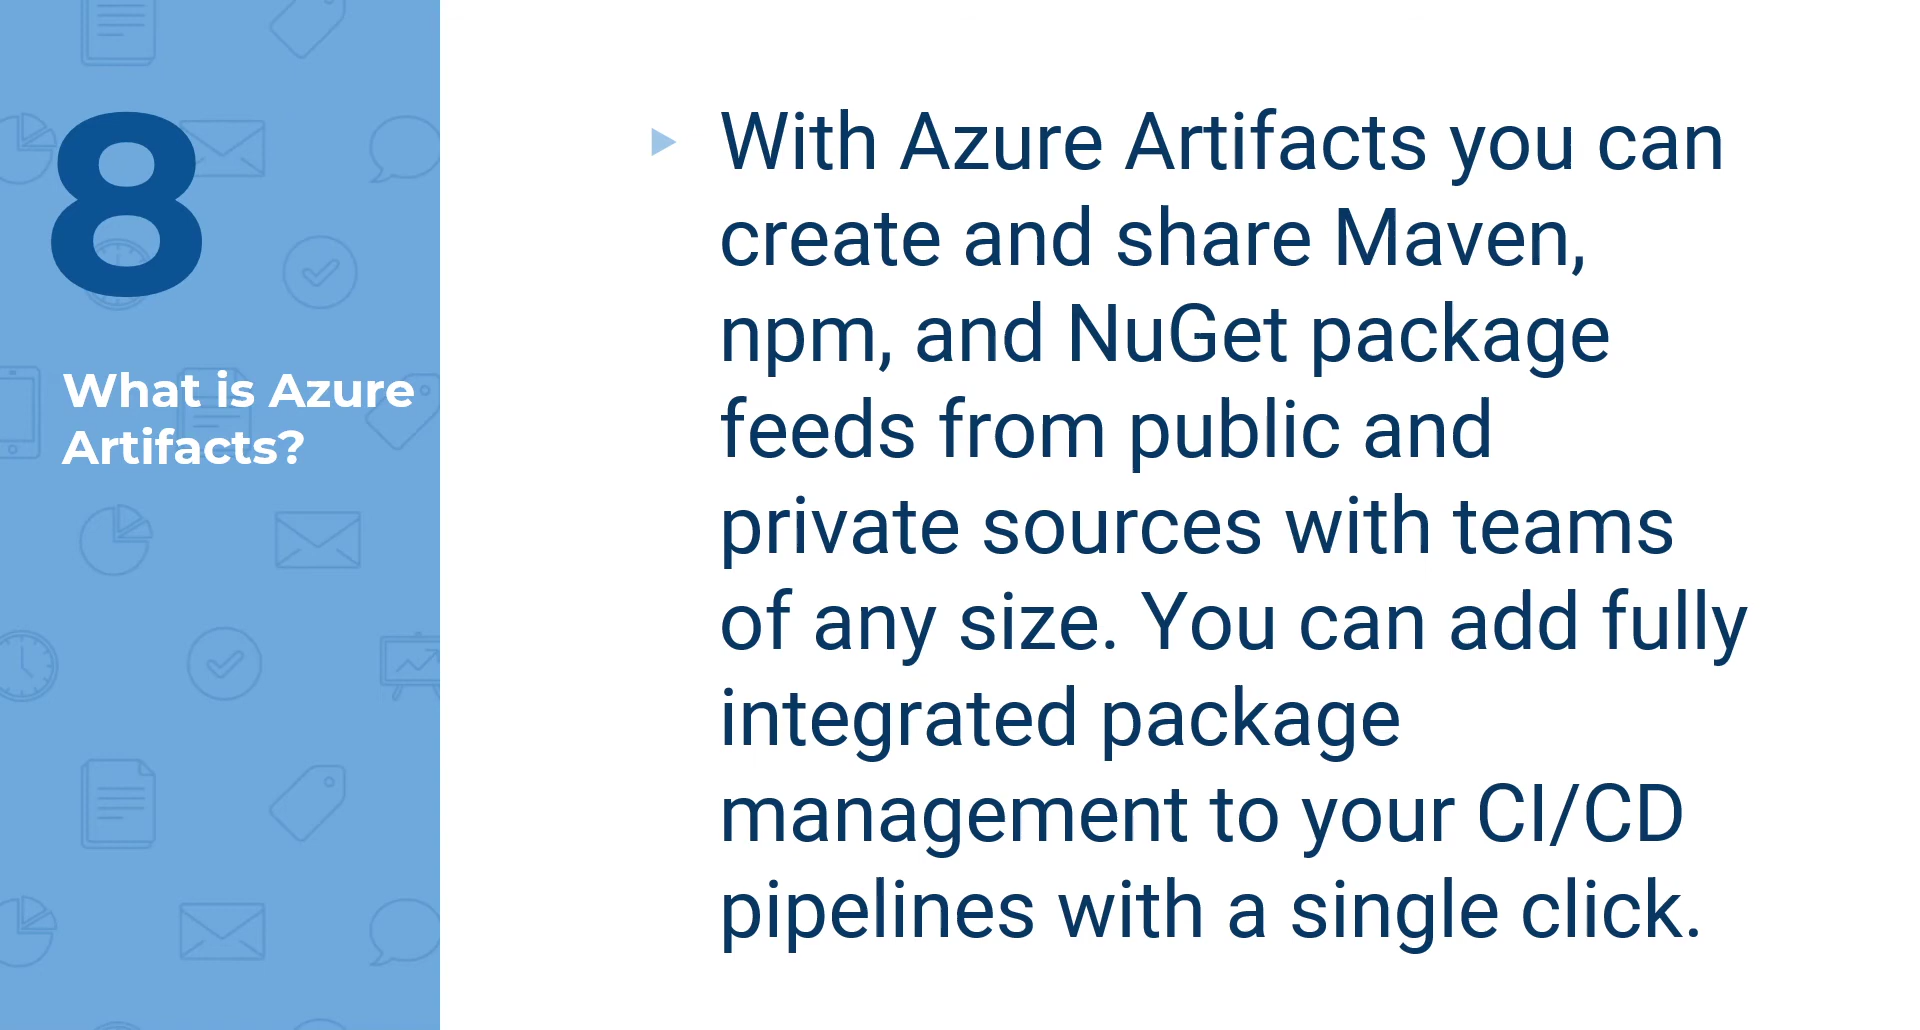 8
What is Azure
Artifacts?
With Azure Artifacts you can
create and share Maven,
npm, and NuGet package
feeds from public and
private sources with teams
of any size. You can add fully
integrated package
management to your CI/CD
pipelines with a single click.